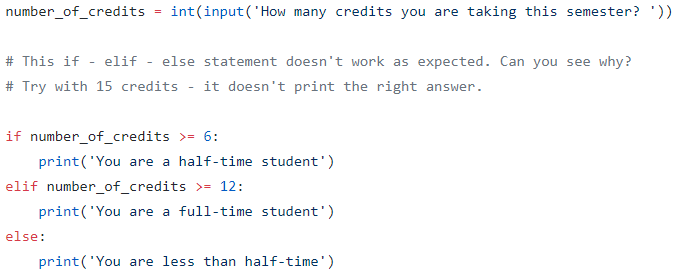 number_of_credits = int(input('How many credits you are taking this semester? '))
# This if - elif - else statement doesn't work as expected. Can you see why?
# Try with 15 credits - it doesn't print the right answer.
if number_of_credits >= 6:
    print('You are a half-time student')
elif number_of_credits >= 12:
    print('You are a full-time student')
else:
    print('You are less than half-time')